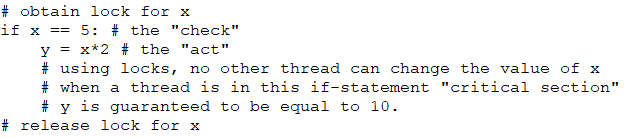 # obtain lock for x
if x == 5: # the "check"
    y = x*2 # the "act"
    # using locks, no other thread can change the value of x
    # when a thread is in this if-statement "critical section"
    # y is guaranteed to be equal to 10.
# release lock for x